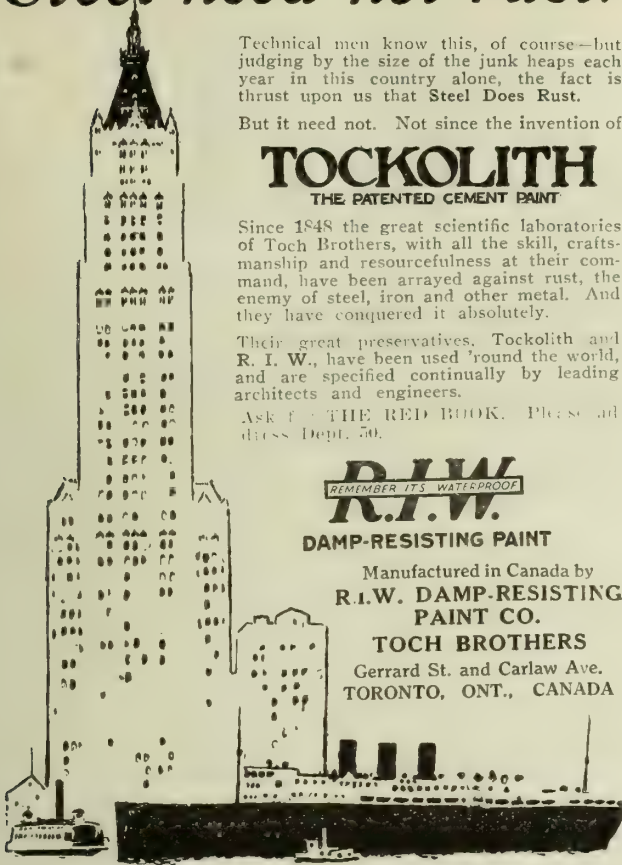 Technical men know this, of course—but
judging by the size of the junk heaps each
year in this country alone, the fact is
thrust upon us that Steel Does Rust.
But it need not. Not since the invention of
TOCKOLITH
THE PATENTED CEMENT PAINT
Since 1848 the great scientific laboratories
of Toch Brothers, with all the skill, crafts-
manship and resourcefulness at their com-
mand, have been arrayed against rust, the
enemy of steel, iron and other metal. And
they have conquered it absolutely.
Their great preservatives, Tockolith and
R. I. W., have been used 'round the world,
and are specified continually by leading
architects and engineers.
Ask for THE RED BOOK. Please ad-
dress Dept. 50.
R.I.W.
REMEMBER ITS WATERPROOF
DAMP-RESISTING PAINT
Manufactured in Canada by
R.I.W. DAMP-RESISTING
PAINT CO.
TOCH BROTHERS
Gerrard St. and Carlaw Ave.
TORONTO, ONT., CANADA